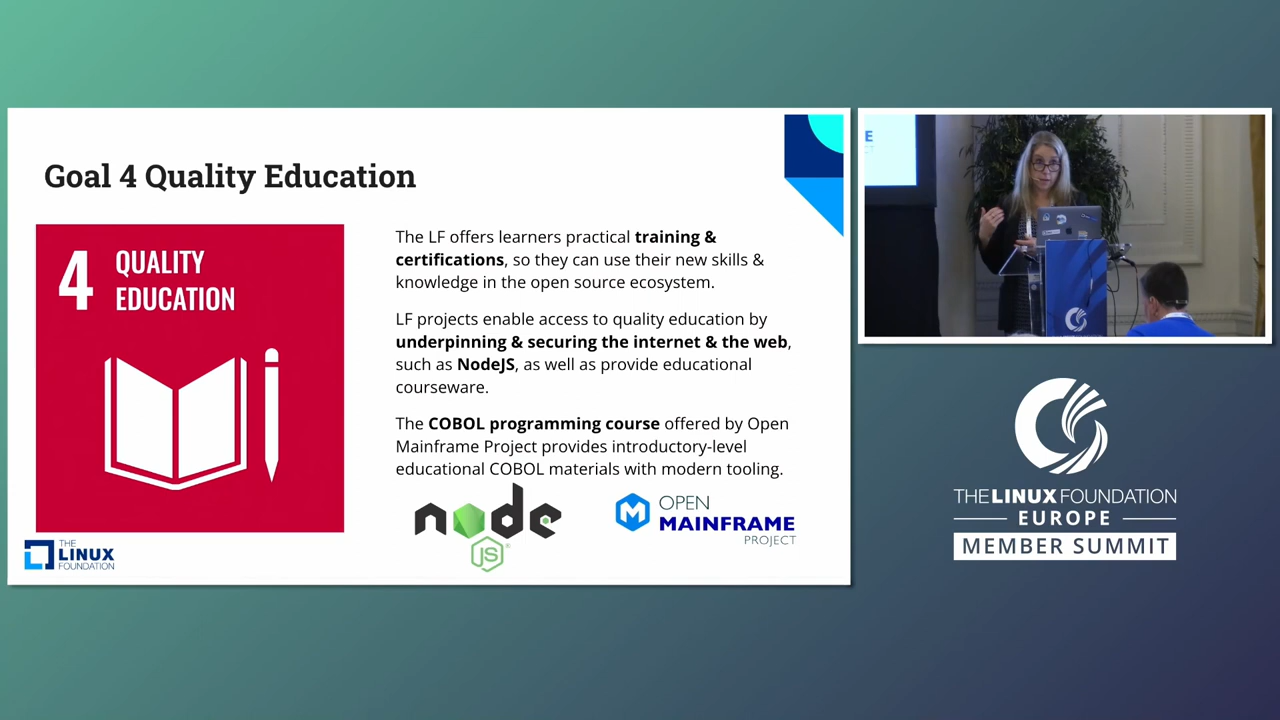 Goal 4 Quality Education
4 QUALITY
EDUCATION
The LF offers learners practical training &
certifications, so they can use their new skills &
knowledge in the open source ecosystem.
LF projects enable access to quality education by
underpinning & securing the internet & the web,
such as NodeJS, as well as provide educational
courseware.
The COBOL programming course offered by Open
Mainframe Project provides introductory-level
educational COBOL materials with modern tooling.
node
JS
OPEN
MAINFRAME
PROJECT
THE
LINUX
FOUNDATION
THE LINUX FOUNDATION
EUROPE
MEMBER SUMMIT